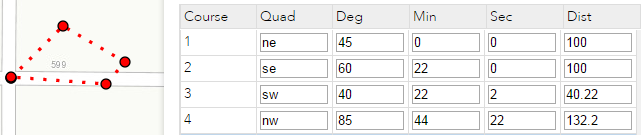 599
Course Quad Deg Min Sec Dist
1 ne 45 0 0 100
2 se 60 22 0 100
3 sw 40 22 2 40.22
4 nw 85 44 22 132.2